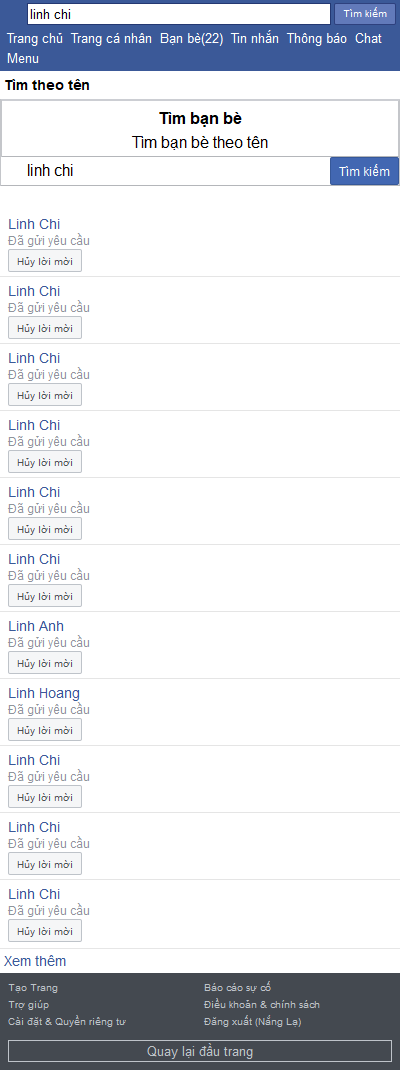 linh chi Tìm kiếm
Trang chủ Trang cá nhân Bạn bè(22) Tin nhắn Thông báo Chat
Menu
Tìm theo tên
Tìm bạn bè
Tìm bạn bè theo tên
linh chi Tìm kiếm
Linh Chi
Đã gửi yêu cầu
Hủy lời mời
Linh Chi
Đã gửi yêu cầu
Hủy lời mời
Linh Chi
Đã gửi yêu cầu
Hủy lời mời
Linh Chi
Đã gửi yêu cầu
Hủy lời mời
Linh Chi
Đã gửi yêu cầu
Hủy lời mời
Linh Chi
Đã gửi yêu cầu
Hủy lời mời
Linh Anh
Đã gửi yêu cầu
Hủy lời mời
Linh Hoang
Đã gửi yêu cầu
Hủy lời mời
Linh Chi
Đã gửi yêu cầu
Hủy lời mời
Linh Chi
Đã gửi yêu cầu
Hủy lời mời
Linh Chi
Đã gửi yêu cầu
Hủy lời mời
Xem thêm
Tạo Trang Báo cáo sự cố
Trợ giúp Điều khoản & chính sách
Cài đặt & Quyền riêng tư Đăng xuất (Nắng Lạ)
Quay lại đầu trang